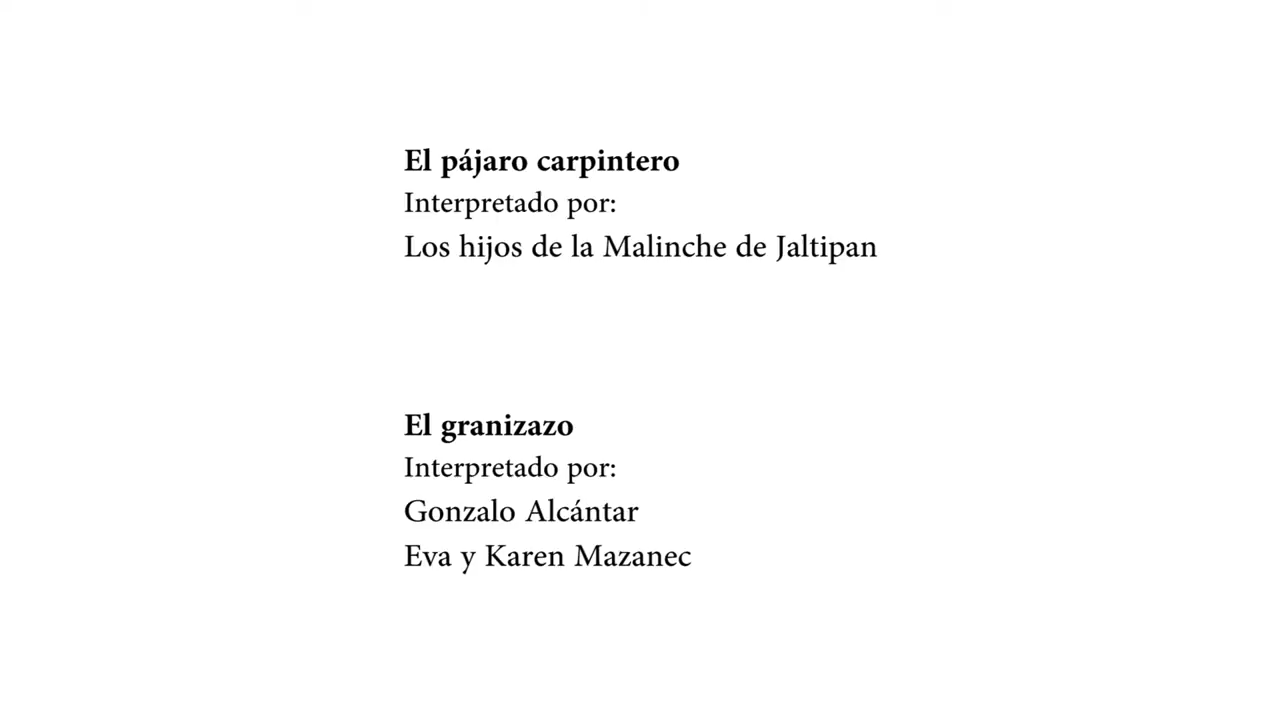 El pájaro carpintero
Interpretado por:
Los hijos de la Malinche de Jaltipan
El granizazo
Interpretado por:
Gonzalo Alcántar
Eva y Karen Mazanec